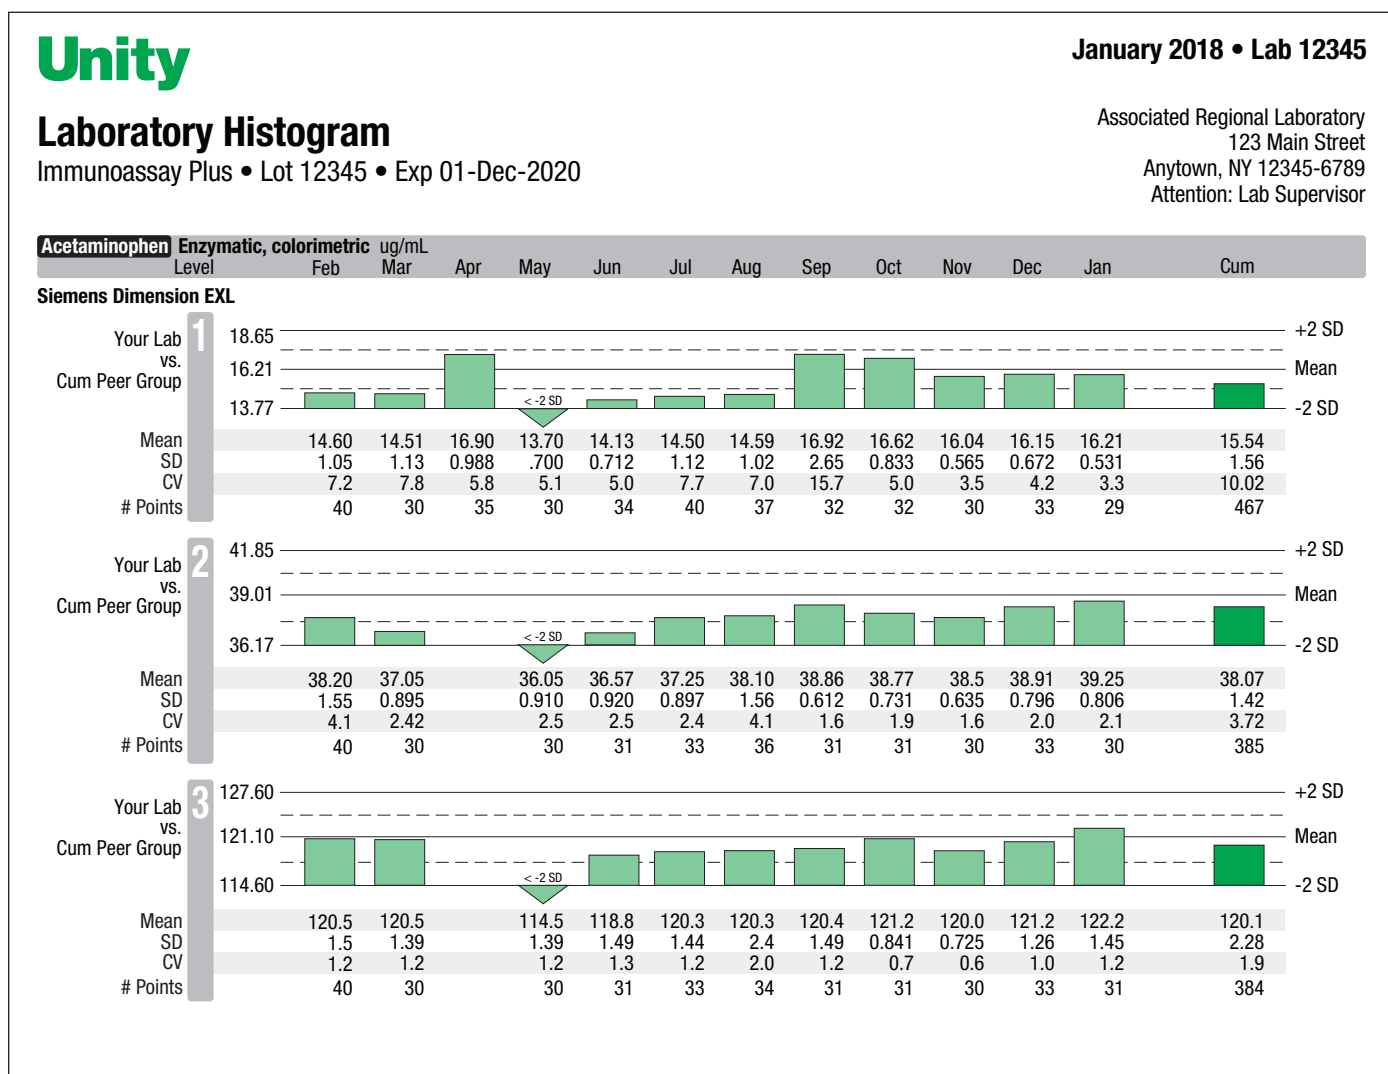 Unity
January 2018 • Lab 12345
Laboratory Histogram
Immunoassay Plus • Lot 12345 • Exp 01-Dec-2020
Associated Regional Laboratory
123 Main Street
Anytown, NY 12345-6789
Attention: Lab Supervisor
Acetaminophen Enzymatic, colorimetric ug/mL
Level Feb Mar Apr May Jun Jul Aug Sep Oct Nov Dec Jan Cum
Siemens Dimension EXL
1
Your Lab
vs.
Cum Peer Group
18.65 +2 SD
16.21 Mean
< -2 SD
13.77 -2 SD
Mean 14.60 14.51 16.90 13.70 14.13 14.50 14.59 16.92 16.62 16.04 16.15 16.21 15.54
SD 1.05 1.13 0.988 .700 0.712 1.12 1.02 2.65 0.833 0.565 0.672 0.531 1.56
CV 7.2 7.8 5.8 5.1 5.0 7.7 7.0 15.7 5.0 3.5 4.2 3.3 10.02
# Points 40 30 35 30 34 40 37 32 32 30 33 29 467
2
Your Lab
vs.
Cum Peer Group
41.85 +2 SD
39.01 Mean
< -2 SD
36.17 -2 SD
Mean 38.20 37.05 36.05 36.57 37.25 38.10 38.86 38.77 38.5 38.91 39.25 38.07
SD 1.55 0.895 0.910 0.920 0.897 1.56 0.612 0.731 0.635 0.796 0.806 1.42
CV 4.1 2.42 2.5 2.5 2.4 4.1 1.6 1.9 1.6 2.0 2.1 3.72
# Points 40 30 30 31 33 36 31 31 30 33 30 385
3
Your Lab
vs.
Cum Peer Group
127.60 +2 SD
121.10 Mean
< -2 SD
114.60 -2 SD
Mean 120.5 120.5 114.5 118.8 120.3 120.3 120.4 121.2 120.0 121.2 122.2 120.1
SD 1.5 1.39 1.39 1.49 1.44 2.4 1.49 0.841 0.725 1.26 1.45 2.28
CV 1.2 1.2 1.2 1.3 1.2 2.0 1.2 0.7 0.6 1.0 1.2 1.9
# Points 40 30 30 31 33 34 31 31 30 33 31 384